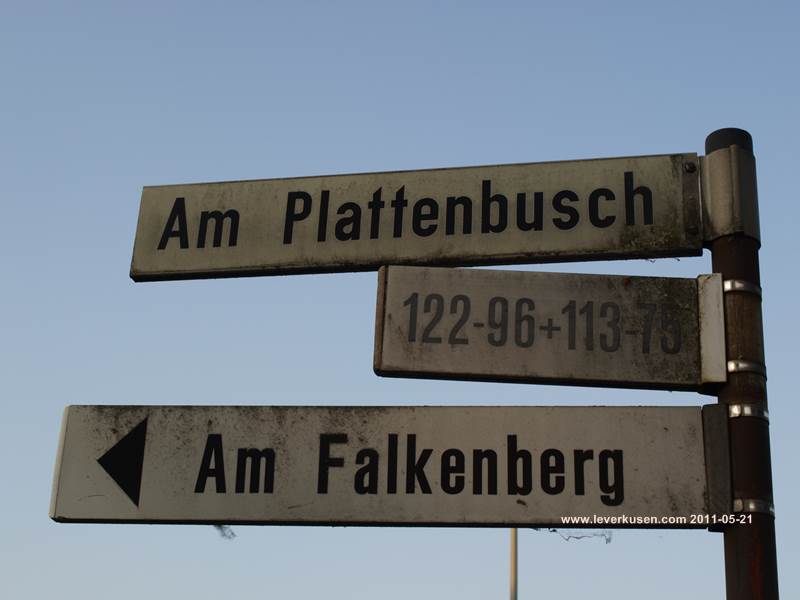 Am Plattenbusch
122-96+113-75
Am Falkenberg
www.leverkusen.com 2011-05-21